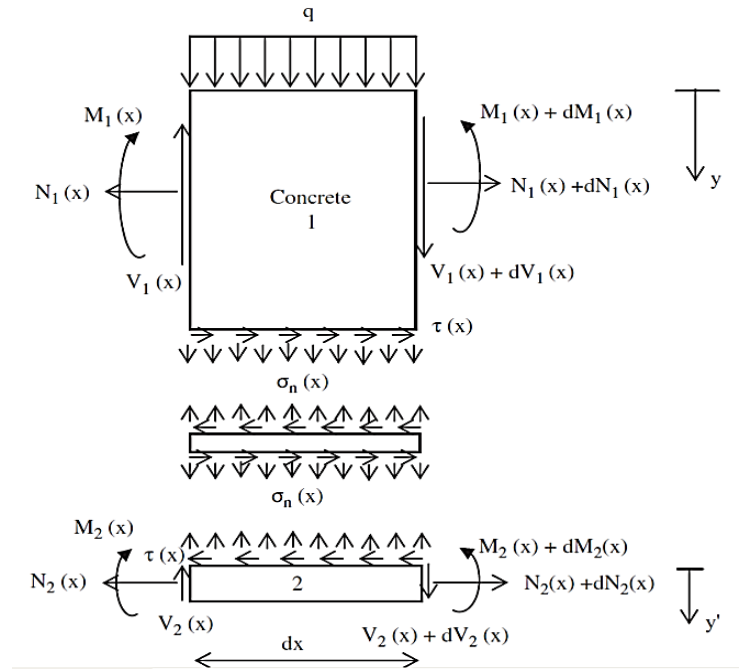 q
M₁(x)
M₁(x) + dM₁(x)
N₁(x)
Concrete
1
N₁(x) +dN₁(x)
y
V₁(x)
V₁(x) + dV₁(x)
τ(x)
σₙ(x)
σₙ(x)
M₂(x)
τ(x)
M₂(x) + dM₂(x)
N₂(x)
2
N₂(x) +dN₂(x)
V₂(x)
V₂(x) + dV₂(x)
y'
dx